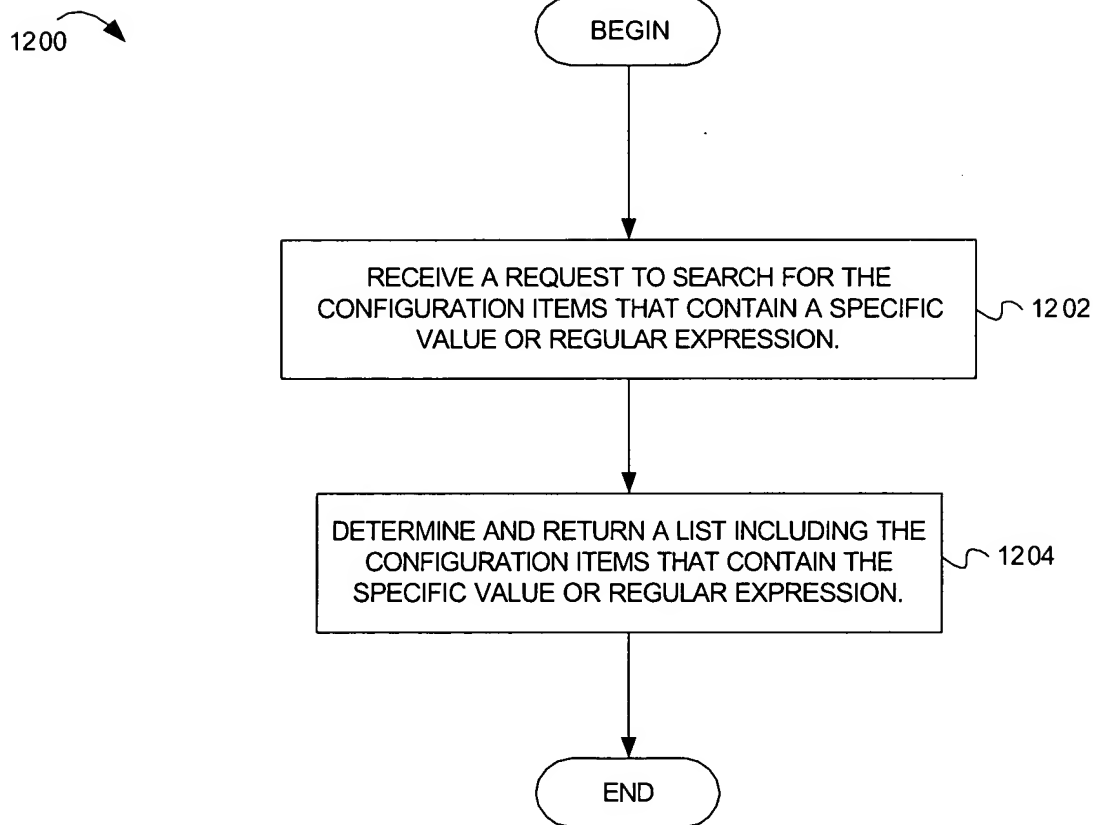 1200
BEGIN
RECEIVE A REQUEST TO SEARCH FOR THE
CONFIGURATION ITEMS THAT CONTAIN A SPECIFIC
VALUE OR REGULAR EXPRESSION.
1202
DETERMINE AND RETURN A LIST INCLUDING THE
CONFIGURATION ITEMS THAT CONTAIN THE
SPECIFIC VALUE OR REGULAR EXPRESSION.
1204
END